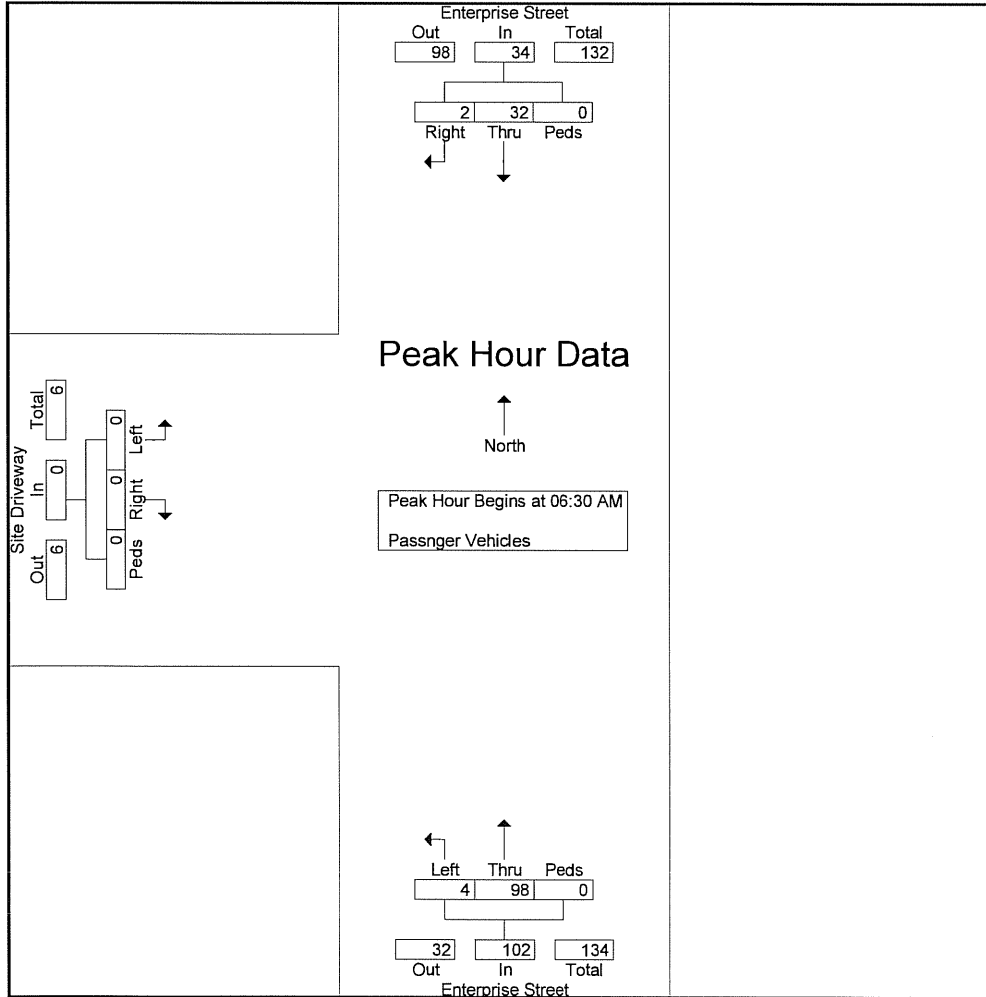 Enterprise Street
Out In Total
98 34 132
2 32 0
Right Thru Peds
Peak Hour Data
North
Peak Hour Begins at 06:30 AM
Passnger Vehicles
Site Driveway
Out In Total
6 0 6
0 0 0
Peds Right Left
Left Thru Peds
4 98 0
32 102 134
Out In Total
Enterprise Street